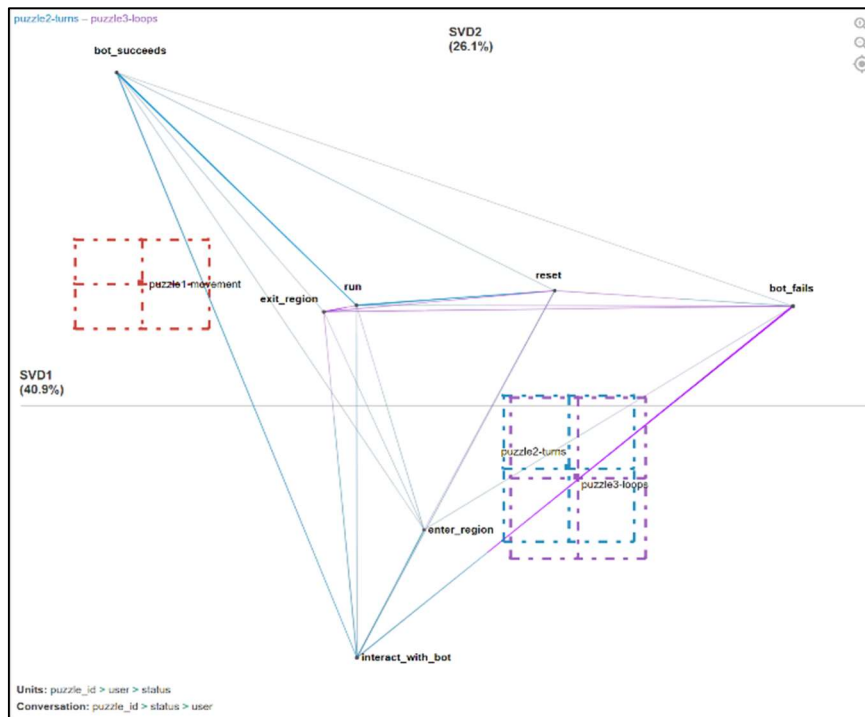 puzzle2-turns – puzzle3-loops
SVD2
(26.1%)
bot_succeeds
puzzle1-movement
reset
run
bot_fails
exit_region
SVD1
(40.9%)
puzzle2-turns
puzzle3-loops
enter_region
interact_with_bot
Units: puzzle_id > user > status
Conversation: puzzle_id > status > user